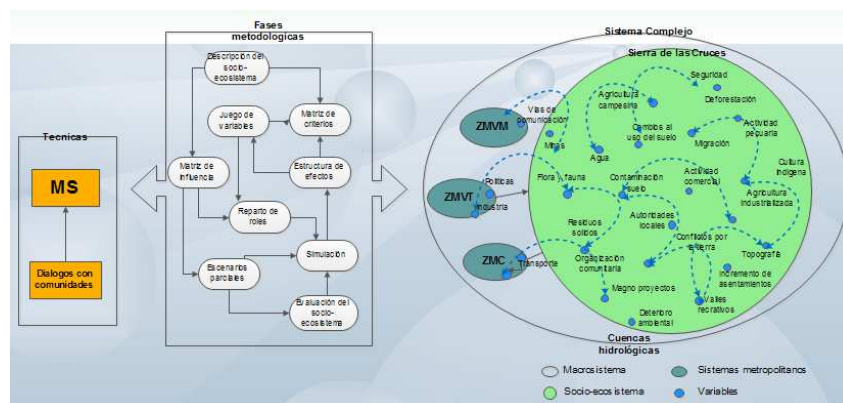 Fases
metodologicas
Descripción del
socio-
ecosistema
Juego de
variables
Matriz de
criterios
Matriz de
influencia
Estructura de
efectos
Reparto de
roles
Simulación
Escenarios
parciales
Evaluación del
socio-
ecosistema
Tecnicas
MS
Dialogos con
comunidades
Sistema Complejo
Sierra de las Cruces
Seguridad
Deforestación
Agricultura
campesina
Vías de
comunicación
ZMVM
Minas
Cambios al
uso del suelo
Actividad
pecuaria
Migración
Agua
Cultura
indígena
ZMVT
Políticas
Industria
Flora y fauna
Contaminación
suelo
Actividad
comercial
Agricultura
industrializada
Residuos
solidos
Autoridades
locales
Conflictos por
la tierra
Topografía
ZMC
Transporte
Organización
comunitaria
Incremento de
asentamientos
Magno proyectos
Valles
recrativos
Deterioro
ambiental
Cuencas
hidrológicas
Macrosistema
Sistemas metropolitanos
Socio-ecosistema
Variables